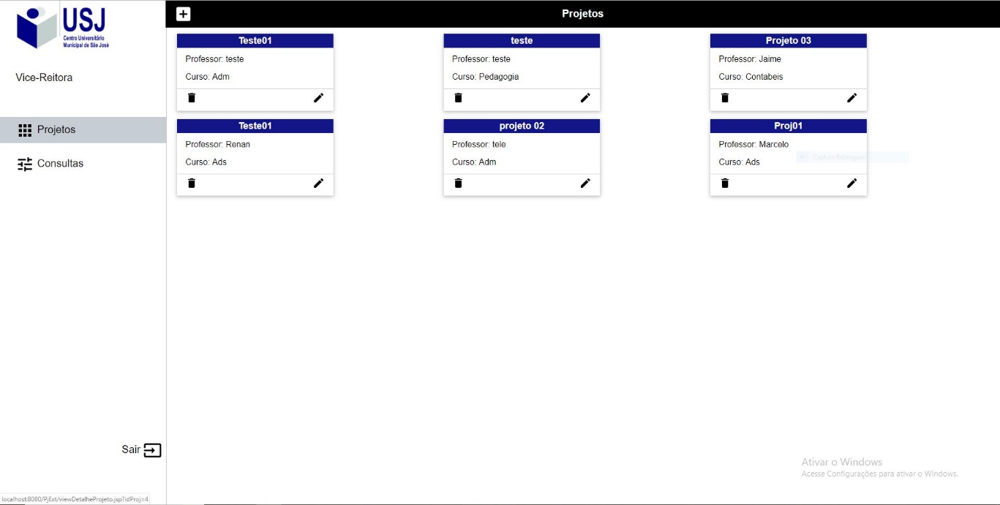 USJ
Centro Universitário
Municipal de São José
Vice-Reitora
Projetos
Consultas
Sair
Projetos
Teste01
Professor: teste
Curso: Adm
teste
Professor: teste
Curso: Pedagogia
Projeto 03
Professor: Jaime
Curso: Contabeis
Teste01
Professor: Renan
Curso: Ads
projeto 02
Professor: tele
Curso: Adm
Proj01
Professor: Marcelo
Curso: Ads
Captura Retangular
Ativar o Windows
Acesse Configurações para ativar o Windows.
localhost:8080/PjExt/viewDetalheProjeto.jsp?idProj=4